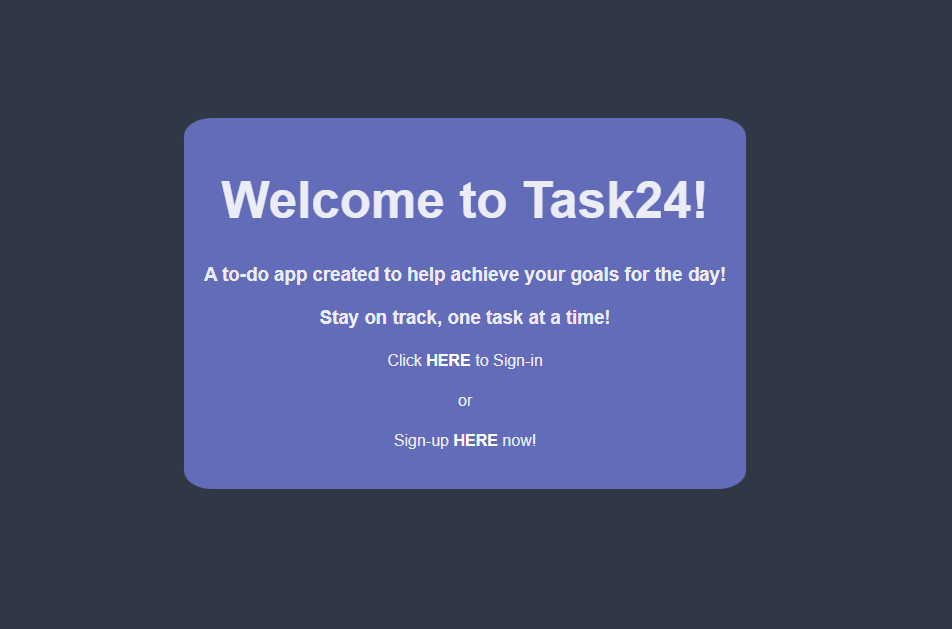 Welcome to Task24!
A to-do app created to help achieve your goals for the day!
Stay on track, one task at a time!
Click HERE to Sign-in
or
Sign-up HERE now!